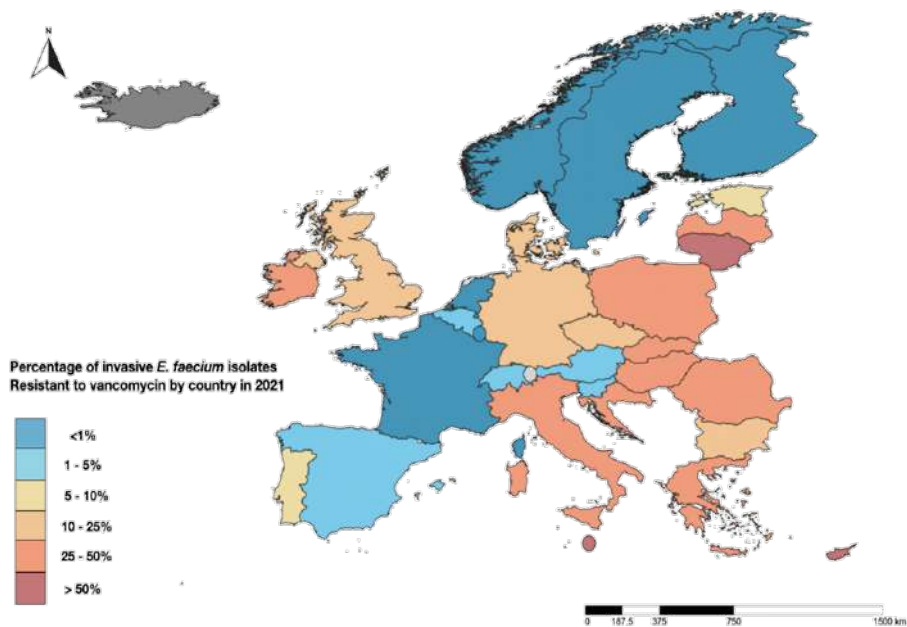 N
Percentage of invasive E. faecium isolates
Resistant to vancomycin by country in 2021
<1%
1 - 5%
5 - 10%
10 - 25%
25 - 50%
> 50%
0 187.5 375 750 1500 km